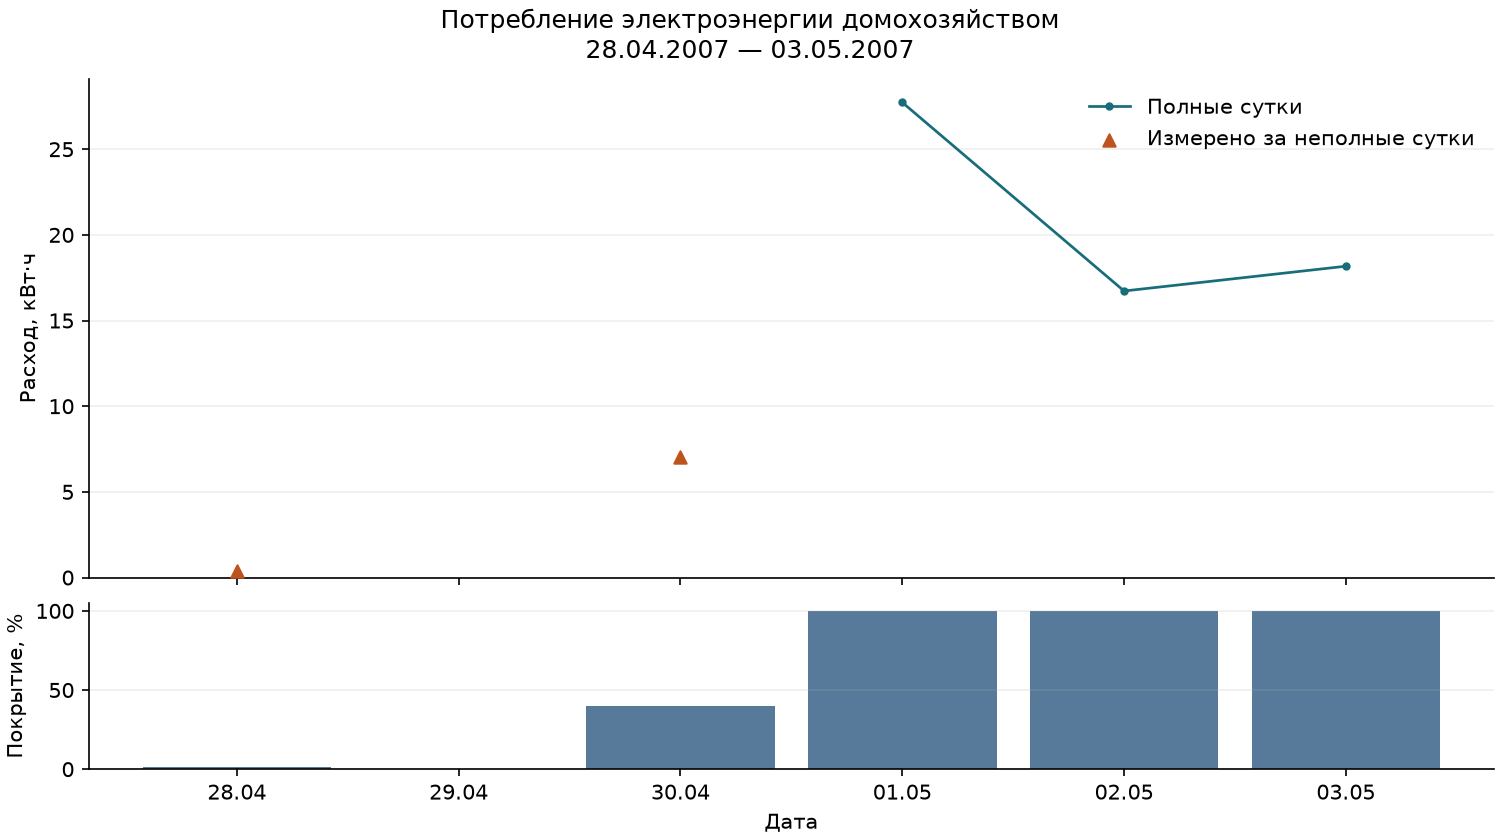 Потребление электроэнергии домохозяйством
28.04.2007 — 03.05.2007
Полные сутки
Измерено за неполные сутки
Расход, кВт·ч
25
20
15
10
5
0
Покрытие, %
100
50
0
28.04
29.04
30.04
01.05
02.05
03.05
Дата